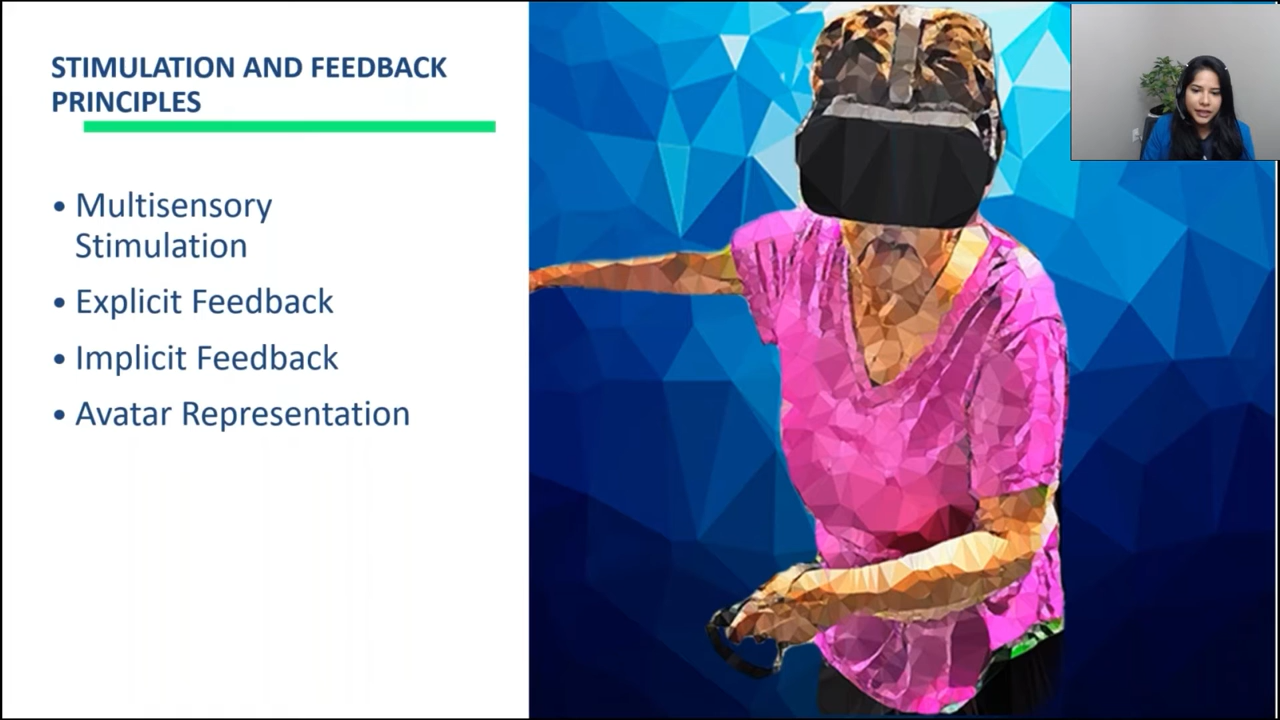 STIMULATION AND FEEDBACK
PRINCIPLES
• Multisensory
Stimulation
• Explicit Feedback
• Implicit Feedback
• Avatar Representation